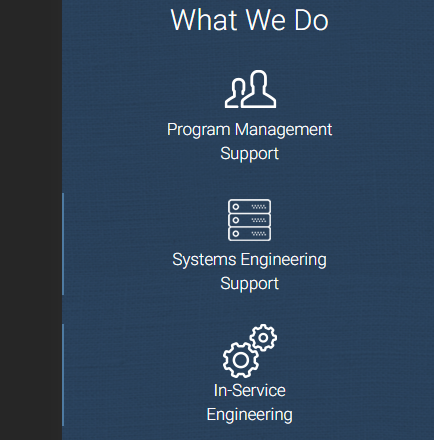 What We Do
Program Management
Support
Systems Engineering
Support
In-Service
Engineering